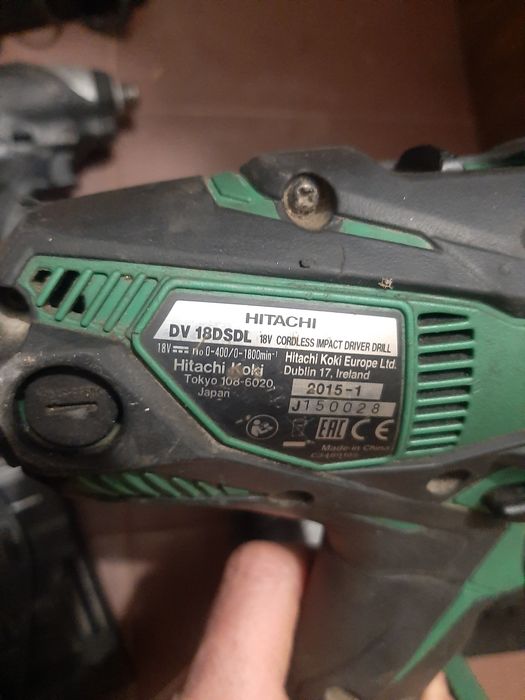 HITACHI
DV 18DSDL 18V CORDLESS IMPACT DRIVER DRILL
18V n₀ 0-400/0-1800min⁻¹
Hitachi Koki Europe Ltd.
Dublin 17, Ireland
Hitachi Koki
Tokyo 108-6020,
Japan
2015-1
J150028
EAC CE
Made in China